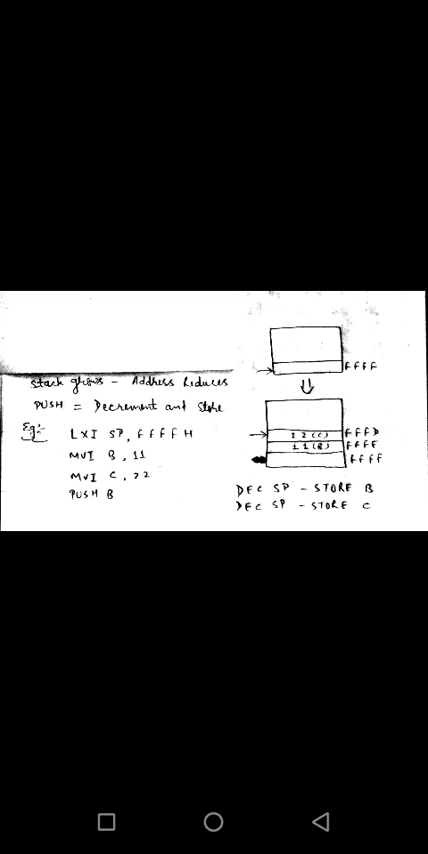 FFFF
Stack grows - Address Reduces
PUSH = Decrement and Store
Eg:-
LXI SP, FFFF H
MVI B, 11
MVI C, 22
PUSH B
22(C) FFFD
11(B) FFFE
FFFF
DEC SP - STORE B
DEC SP - STORE C